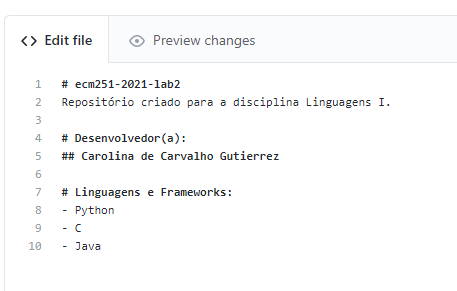 Edit file
Preview changes
1 # ecm251-2021-lab2
2 Repositório criado para a disciplina Linguagens I.
3
4 # Desenvolvedor(a):
5 ## Carolina de Carvalho Gutierrez
6
7 # Linguagens e Frameworks:
8 - Python
9 - C
10 - Java